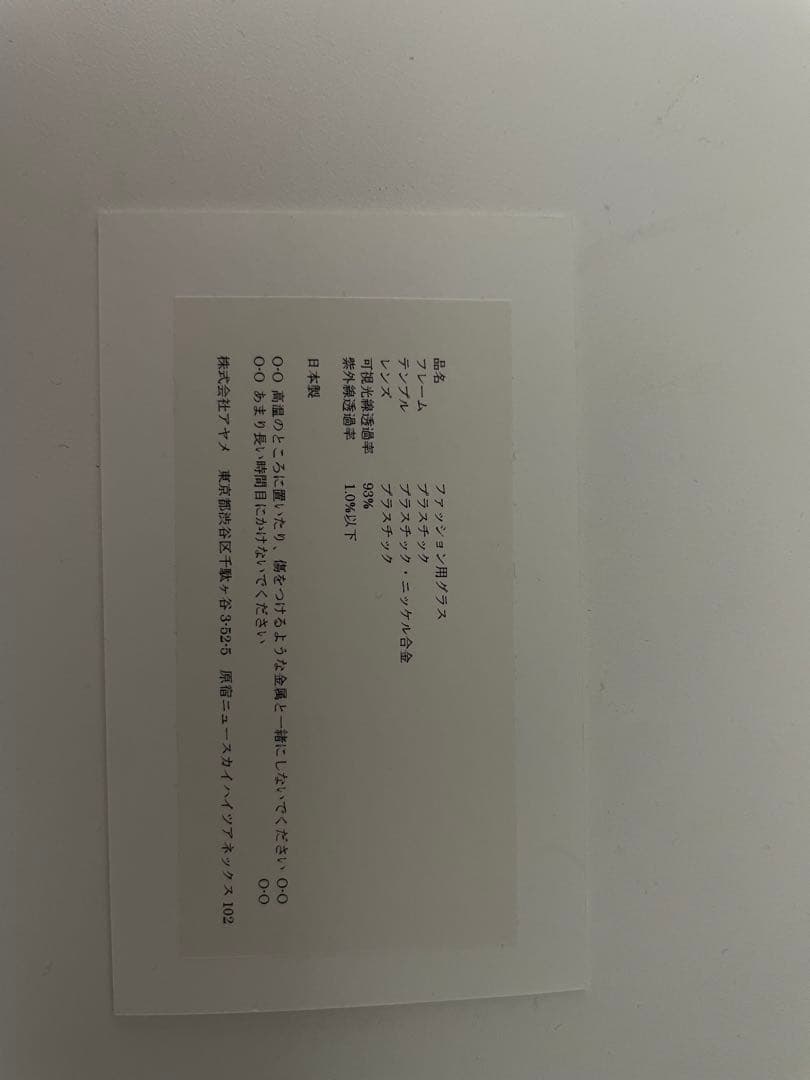 品名 ファッション用グラス
フレーム プラスチック
テンプル プラスチック・ニッケル合金
レンズ プラスチック
可視光線透過率 93%
紫外線透過率 1.0%以下
日本製
O-O 高温のところに置いたり、傷をつけるような金属と一緒にしないでください O-O
O-O あまり長い時間目にかけないでください O-O
株式会社アヤメ 東京都渋谷区千駄ヶ谷 3-52-5 原宿ニュースカイハイツアネックス 102